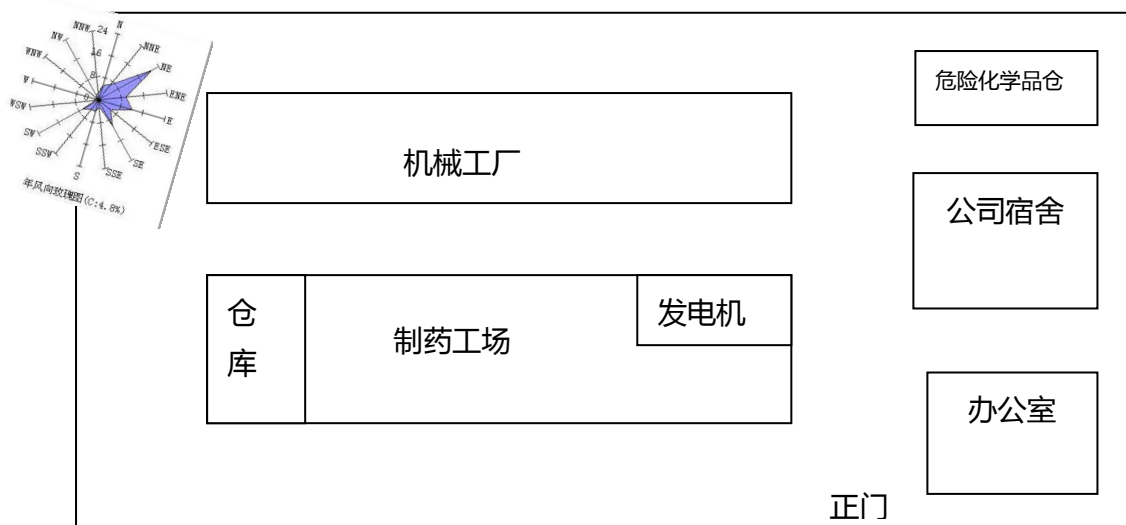 N
NNE
NE
ENE
E
ESE
SE
SSE
S
SSW
SW
WSW
W
WNW
NW
NNW
24
16
8
0
年风向玫瑰图(C:4.8%)
危险化学品仓
机械工厂
公司宿舍
仓
库
制药工场
发电机
办公室
正门